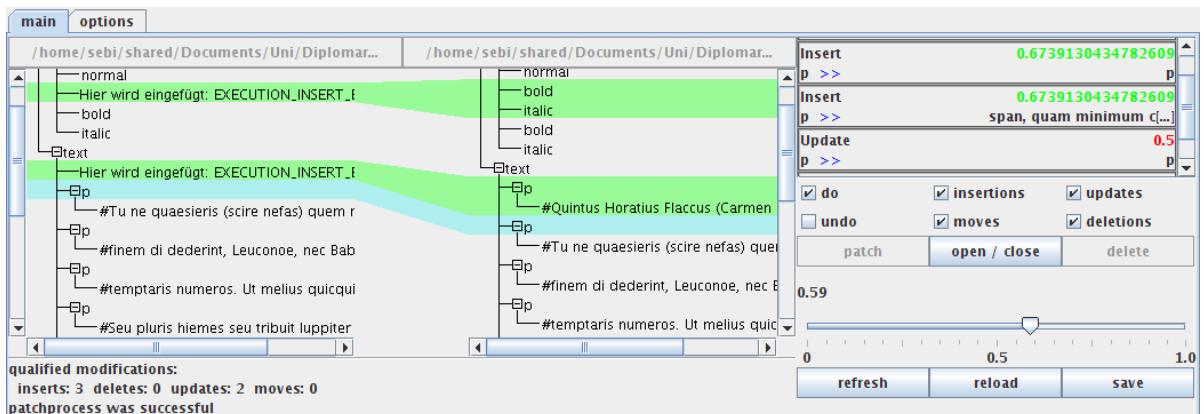 main
options
/home/sebi/shared/Documents/Uni/Diplomar...
normal
Hier wird eingefügt: EXECUTION_INSERT_E
bold
italic
text
Hier wird eingefügt: EXECUTION_INSERT_E
p
#Tu ne quaesieris (scire nefas) quem r
p
#finem di dederint, Leuconoe, nec Bab
p
#temptaris numeros. Ut melius quicqui
p
#Seu pluris hiemes seu tribuit Iuppiter
/home/sebi/shared/Documents/Uni/Diplomar...
normal
bold
italic
bold
italic
text
p
#Quintus Horatius Flaccus (Carmen
p
#Tu ne quaesieris (scire nefas) quer
p
#finem di dederint, Leuconoe, nec B
p
#temptaris numeros. Ut melius quic
Insert 0.6739130434782609
p >> p
Insert 0.6739130434782609
p >> span, quam minimum c[...]
Update 0.5
p >> p
do insertions updates
undo moves deletions
patch open / close delete
0.59
0 0.5 1.0
refresh reload save
qualified modifications:
inserts: 3 deletes: 0 updates: 2 moves: 0
patchprocess was successful